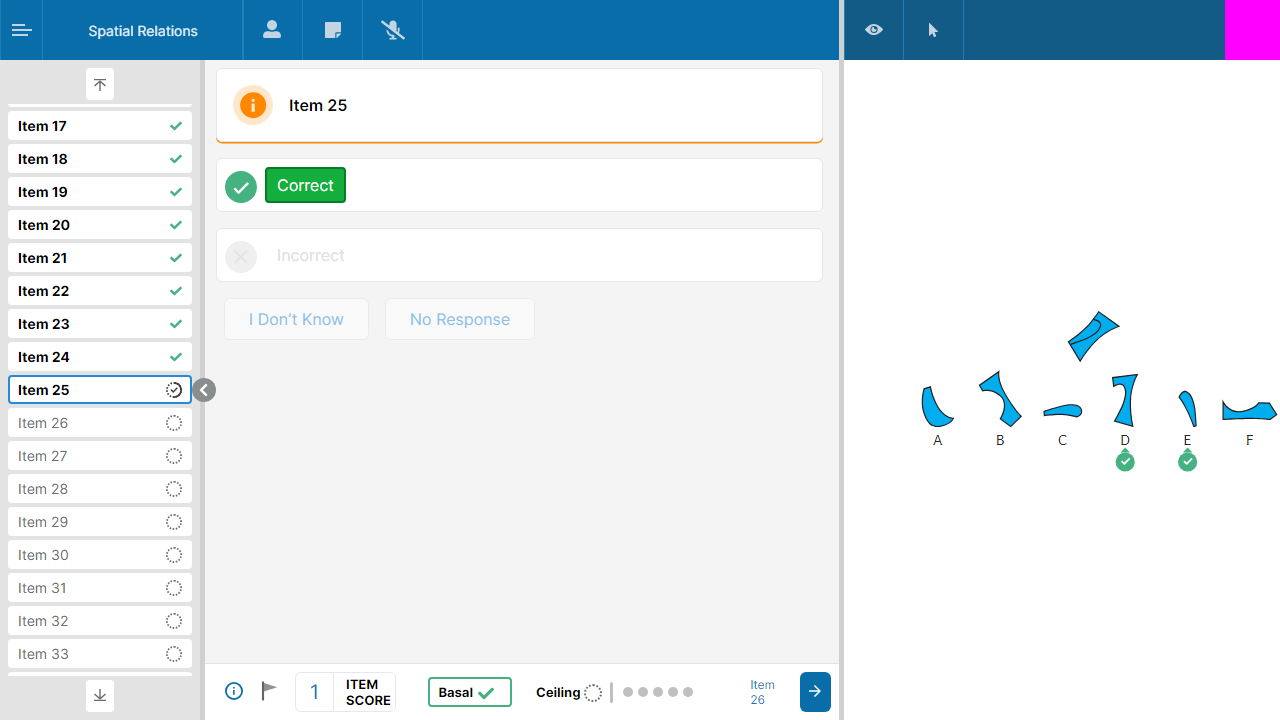 Spatial Relations
Item 17
Item 18
Item 19
Item 20
Item 21
Item 22
Item 23
Item 24
Item 25
Item 26
Item 27
Item 28
Item 29
Item 30
Item 31
Item 32
Item 33
Item 25
Correct
Incorrect
I Don't Know
No Response
1
ITEM
SCORE
Basal
Ceiling
Item
26
A B C D E F